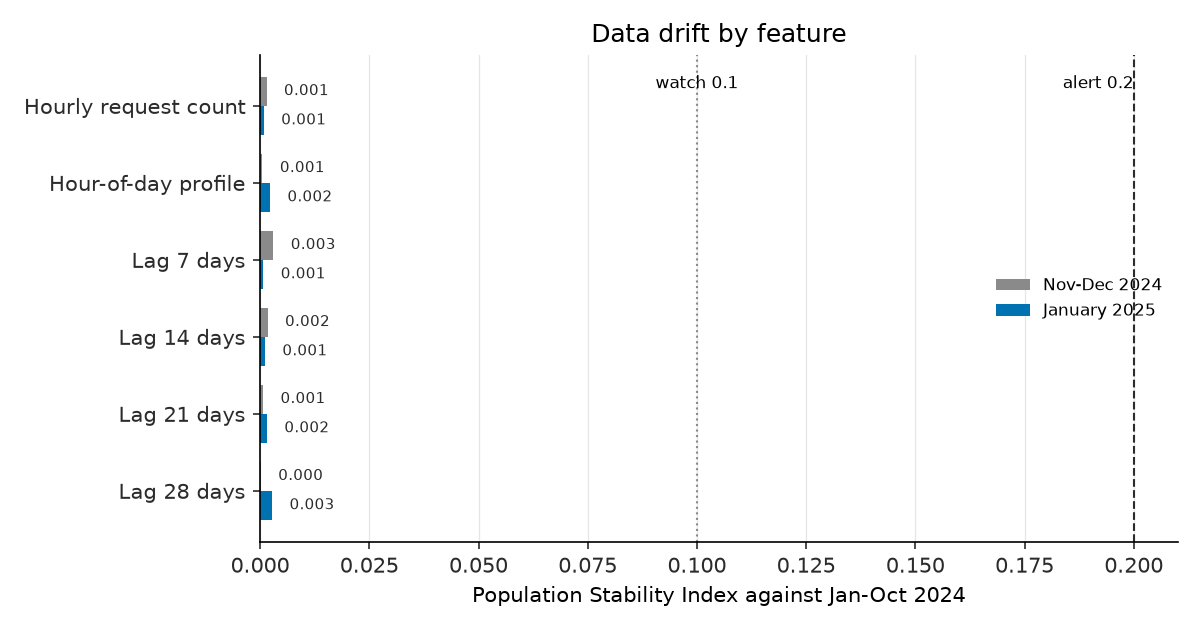 Data drift by feature
watch 0.1
alert 0.2
Hourly request count
0.001
0.001
Hour-of-day profile
0.001
0.002
Lag 7 days
0.003
0.001
Lag 14 days
0.002
0.001
Lag 21 days
0.001
0.002
Lag 28 days
0.000
0.003
Nov-Dec 2024
January 2025
0.000 0.025 0.050 0.075 0.100 0.125 0.150 0.175 0.200
Population Stability Index against Jan-Oct 2024